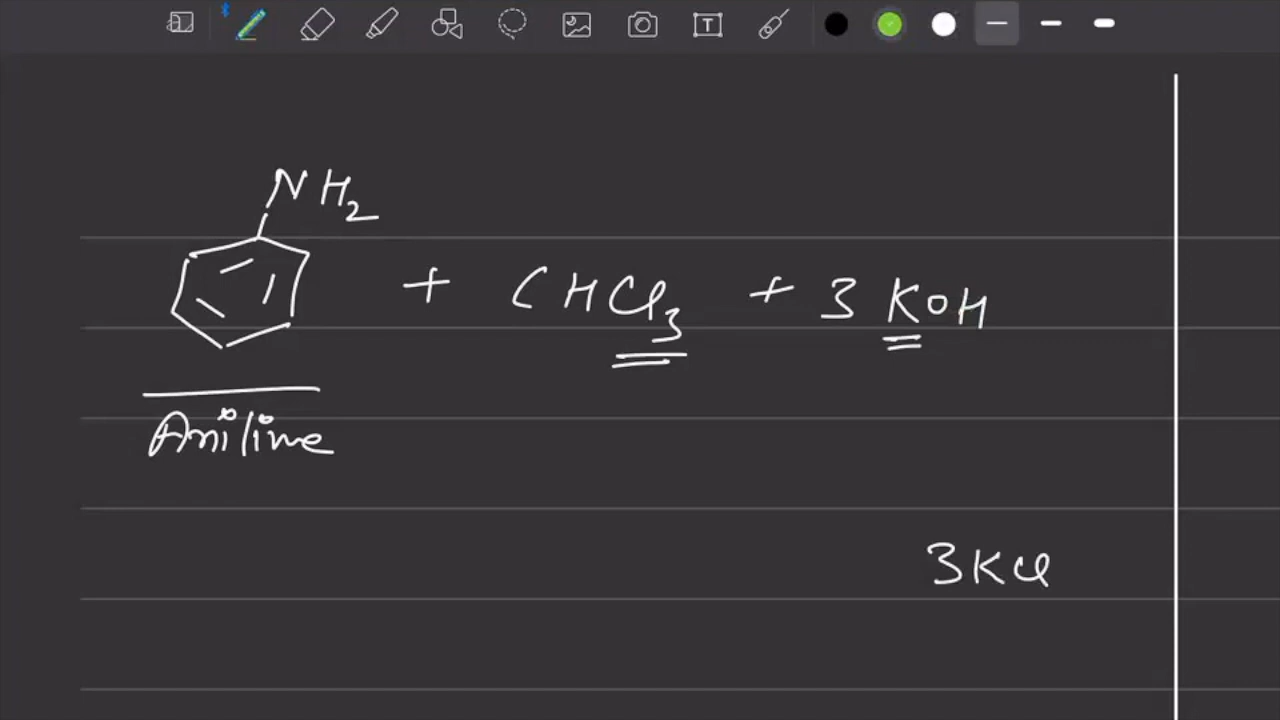 NH2
+ CHCl3 + 3 KOH
Aniline
3KCl